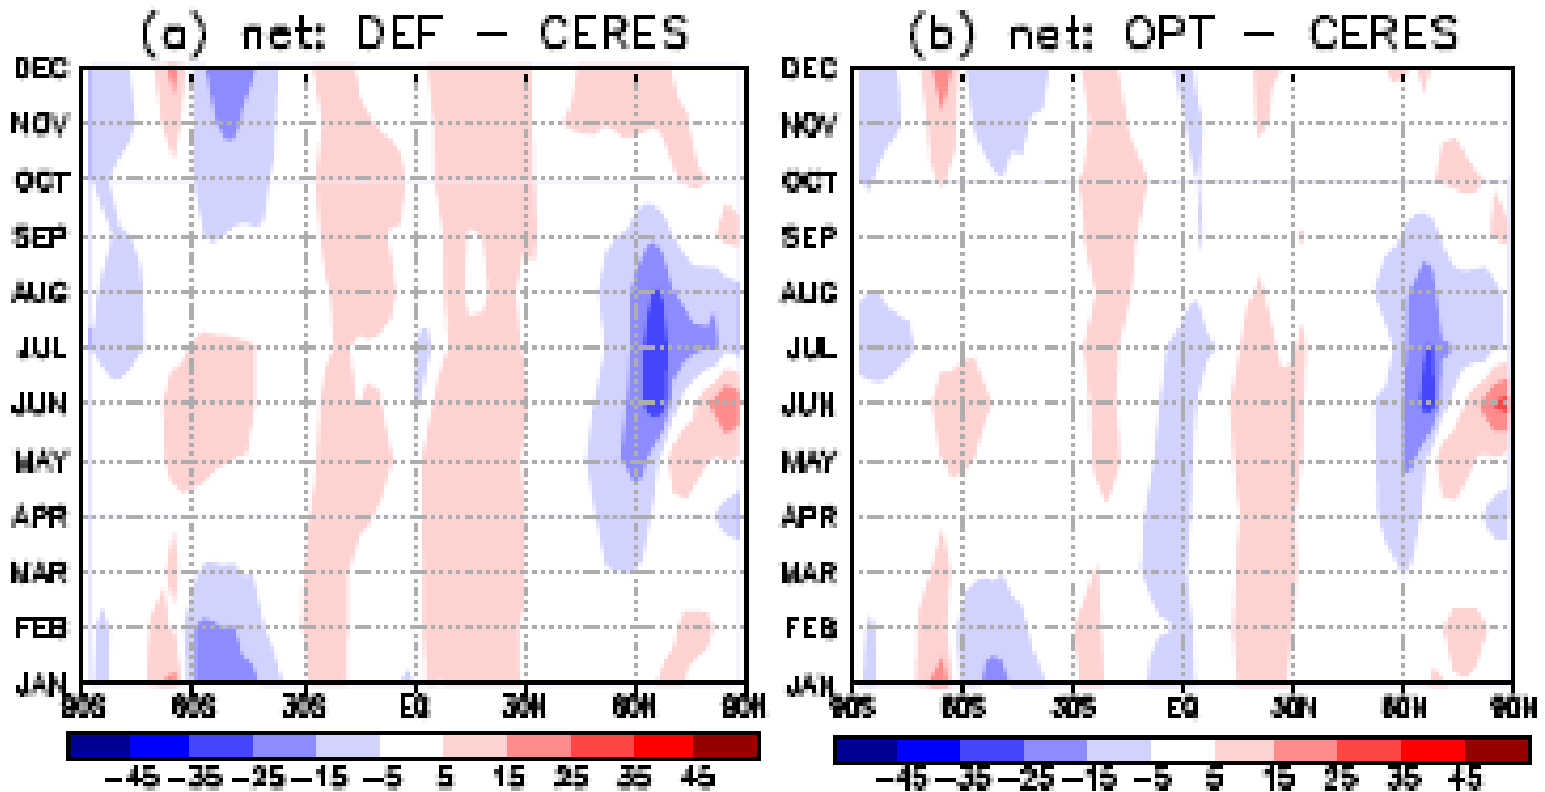 (a) net: DEF – CERES
DEC
NOV
OCT
SEP
AUG
JUL
JUN
MAY
APR
MAR
FEB
JAN
90S 60S 30S EQ 30N 60N 90N
-45 -35 -25 -15 -5 5 15 25 35 45
(b) net: OPT – CERES
DEC
NOV
OCT
SEP
AUG
JUL
JUN
MAY
APR
MAR
FEB
JAN
90S 60S 30S EQ 30N 60N 90N
-45 -35 -25 -15 -5 5 15 25 35 45